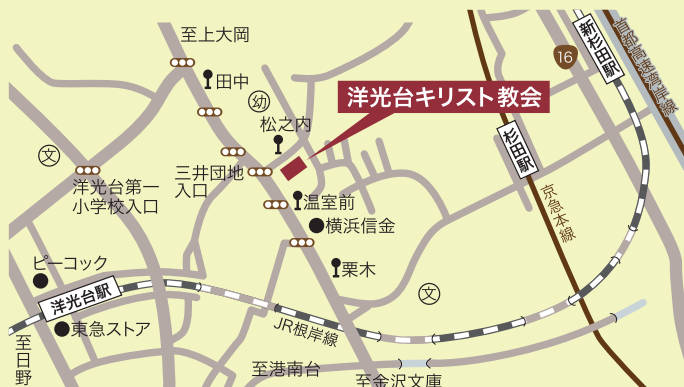 至上大岡
田中
幼
松之内
洋光台キリスト教会
新杉田駅
16
首都高速湾岸線
杉田駅
京急本線
文
洋光台第一
小学校入口
三井団地
入口
温室前
横浜信金
栗木
文
ピーコック
洋光台駅
東急ストア
JR根岸線
至日野
至港南台
至金沢文庫